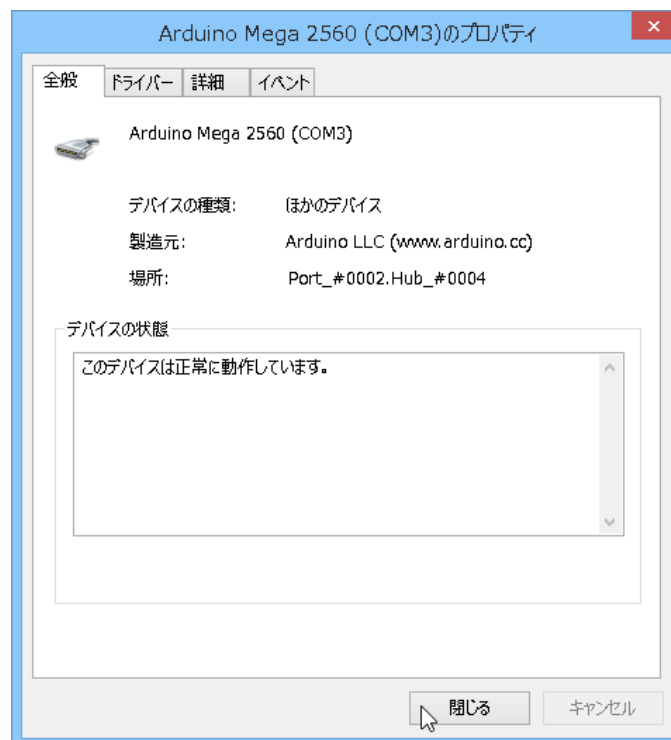 Arduino Mega 2560 (COM3)のプロパティ
×
全般 ドライバー 詳細 イベント
Arduino Mega 2560 (COM3)
デバイスの種類: ほかのデバイス
製造元: Arduino LLC (www.arduino.cc)
場所: Port_#0002.Hub_#0004
デバイスの状態
このデバイスは正常に動作しています。
閉じる キャンセル